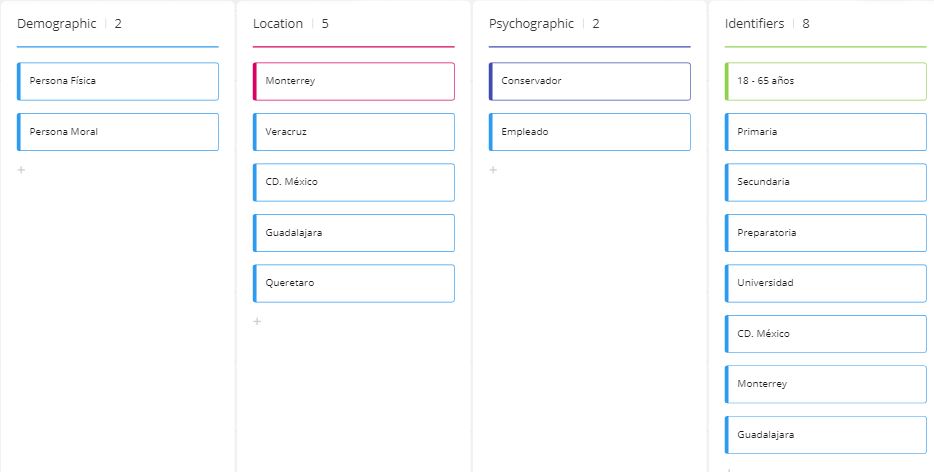 Demographic | 2
Persona Física
Persona Moral
+
Location | 5
Monterrey
Veracruz
CD. México
Guadalajara
Queretaro
+
Psychographic | 2
Conservador
Empleado
+
Identifiers | 8
18 - 65 años
Primaria
Secundaria
Preparatoria
Universidad
CD. México
Monterrey
Guadalajara